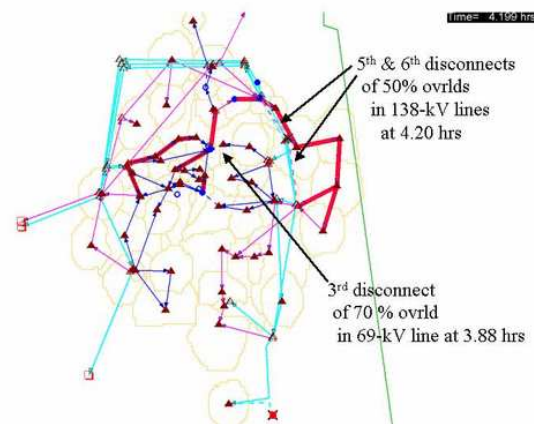 Time= 4.199 hrs
5th & 6th disconnects
of 50% ovrlds
in 138-kV lines
at 4.20 hrs
3rd disconnect
of 70 % ovrld
in 69-kV line at 3.88 hrs